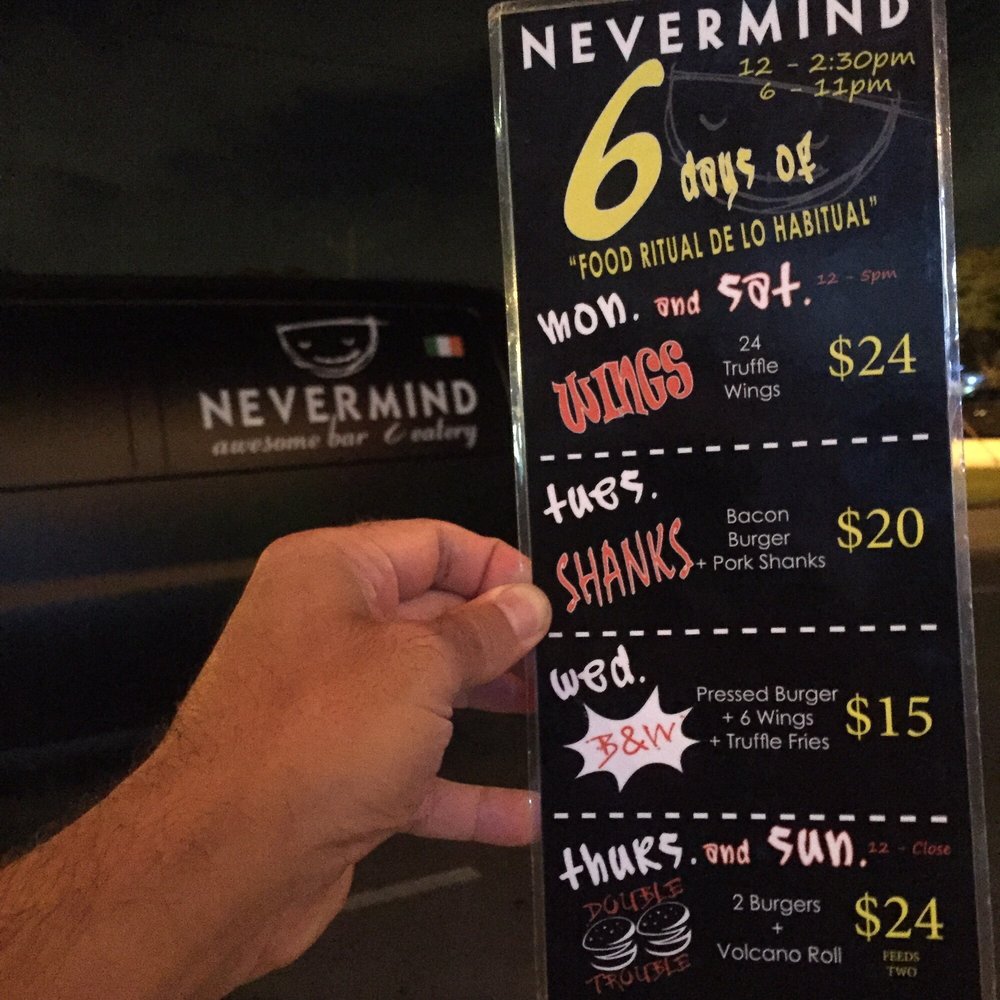 NEVERMIND
awesome bar & eatery
NEVERMIND
12 - 2:30pm
6 - 11pm
6 days of
"FOOD RITUAL DE LO HABITUAL"
mon. and sat. 12 - 5pm
WINGS
24
Truffle
Wings
$24
tues.
SHANKS
Bacon
Burger
+ Pork Shanks
$20
wed.
B&W
Pressed Burger
+ 6 Wings
+ Truffle Fries
$15
thurs. and sun. 12 - Close
DOUBLE
TROUBLE
2 Burgers
+
Volcano Roll
$24
FEEDS
TWO